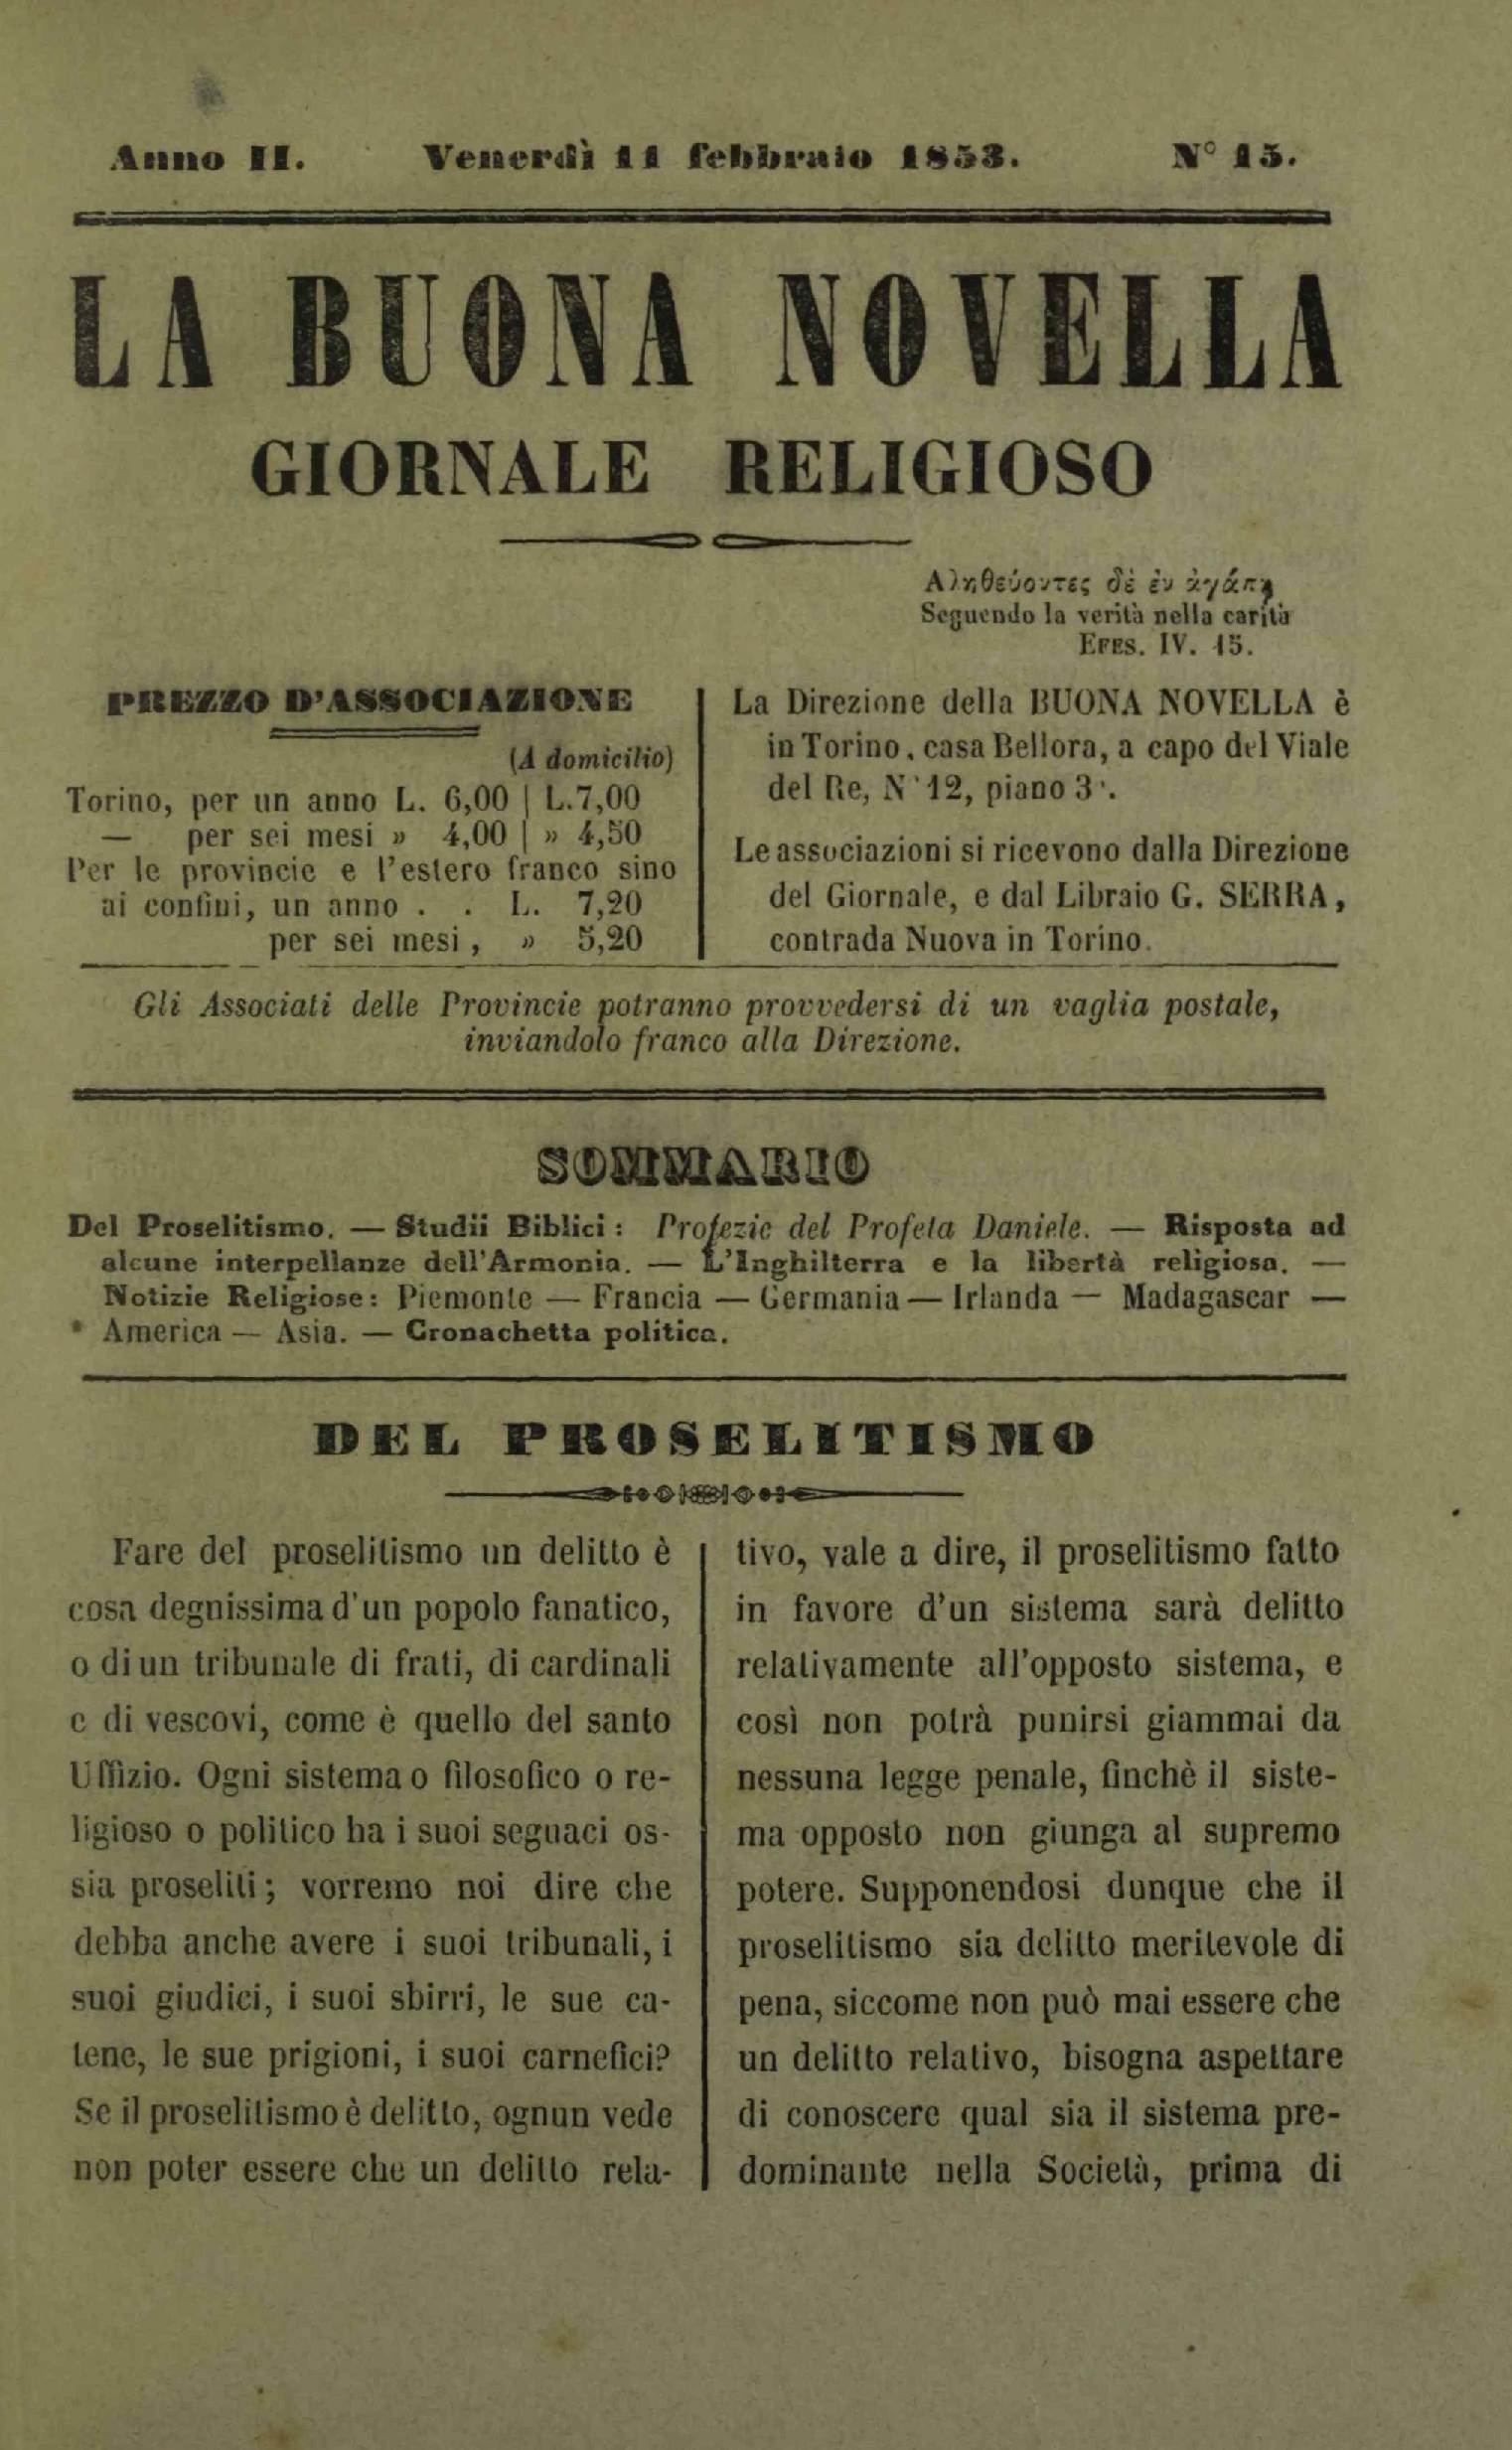 Anno II. Venerdì 11 febbraio 1853. N° 15.
LA BUONA NOVELLA
GIORNALE RELIGIOSO
Αληθεύοντες δὲ ἐν ἀγάπῃ
Seguendo la verità nella carità
EFES. IV. 15.
PREZZO D'ASSOCIAZIONE
(A domicilio)
Torino, per un anno L. 6,00 | L.7,00
— per sei mesi » 4,00 | » 4,50
Per le provincie e l'estero franco sino
ai confini, un anno . . L. 7,20
per sei mesi, » 5,20
La Direzione della BUONA NOVELLA è
in Torino, casa Bellora, a capo del Viale
del Re, N° 12, piano 3°.
Le associazioni si ricevono dalla Direzione
del Giornale, e dal Libraio G. SERRA,
contrada Nuova in Torino.
Gli Associati delle Provincie potranno provvedersi di un vaglia postale,
inviandolo franco alla Direzione.
SOMMARIO
Del Proselitismo. — Studii Biblici: Profezie del Profeta Daniele. — Risposta ad
alcune interpellanze dell'Armonia. — L'Inghilterra e la libertà religiosa. —
Notizie Religiose: Piemonte — Francia — Germania — Irlanda — Madagascar —
America — Asia. — Cronachetta politica.
DEL PROSELITISMO
Fare del proselitismo un delitto è
cosa degnissima d'un popolo fanatico,
o di un tribunale di frati, di cardinali
e di vescovi, come è quello del santo
Uffizio. Ogni sistema o filosofico o re-
ligioso o politico ha i suoi seguaci os-
sia proseliti; vorremo noi dire che
debba anche avere i suoi tribunali, i
suoi giudici, i suoi sbirri, le sue ca-
tene, le sue prigioni, i suoi carnefici?
Se il proselitismo è delitto, ognun vede
non poter essere che un delitto rela-
tivo, vale a dire, il proselitismo fatto
in favore d'un sistema sarà delitto
relativamente all'opposto sistema, e
così non potrà punirsi giammai da
nessuna legge penale, finchè il siste-
ma opposto non giunga al supremo
potere. Supponendosi dunque che il
proselitismo sia delitto meritevole di
pena, siccome non può mai essere che
un delitto relativo, bisogna aspettare
di conoscere qual sia il sistema pre-
dominante nella Società, prima di